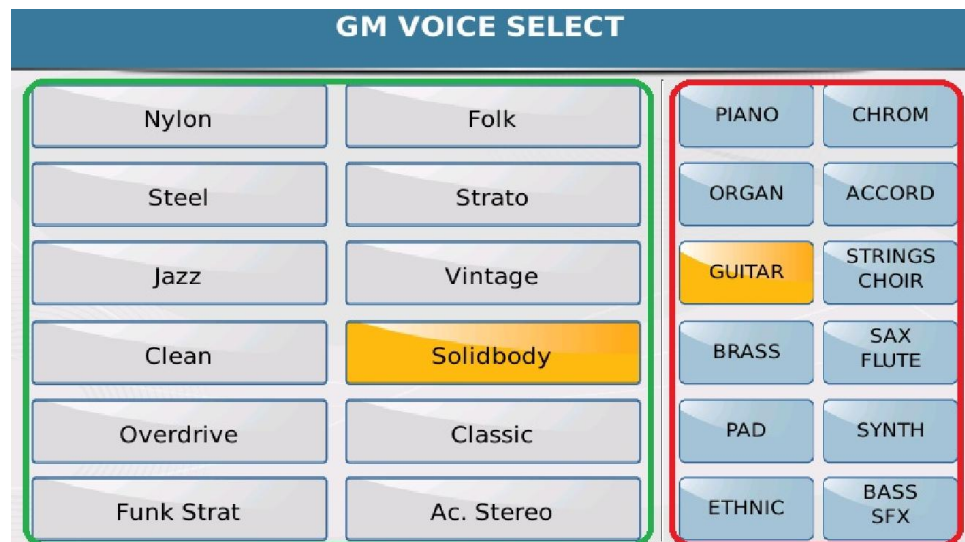 GM VOICE SELECT
Nylon
Folk
Steel
Strato
Jazz
Vintage
Clean
Solidbody
Overdrive
Classic
Funk Strat
Ac. Stereo
PIANO
CHROM
ORGAN
ACCORD
GUITAR
STRINGS
CHOIR
BRASS
SAX
FLUTE
PAD
SYNTH
ETHNIC
BASS
SFX